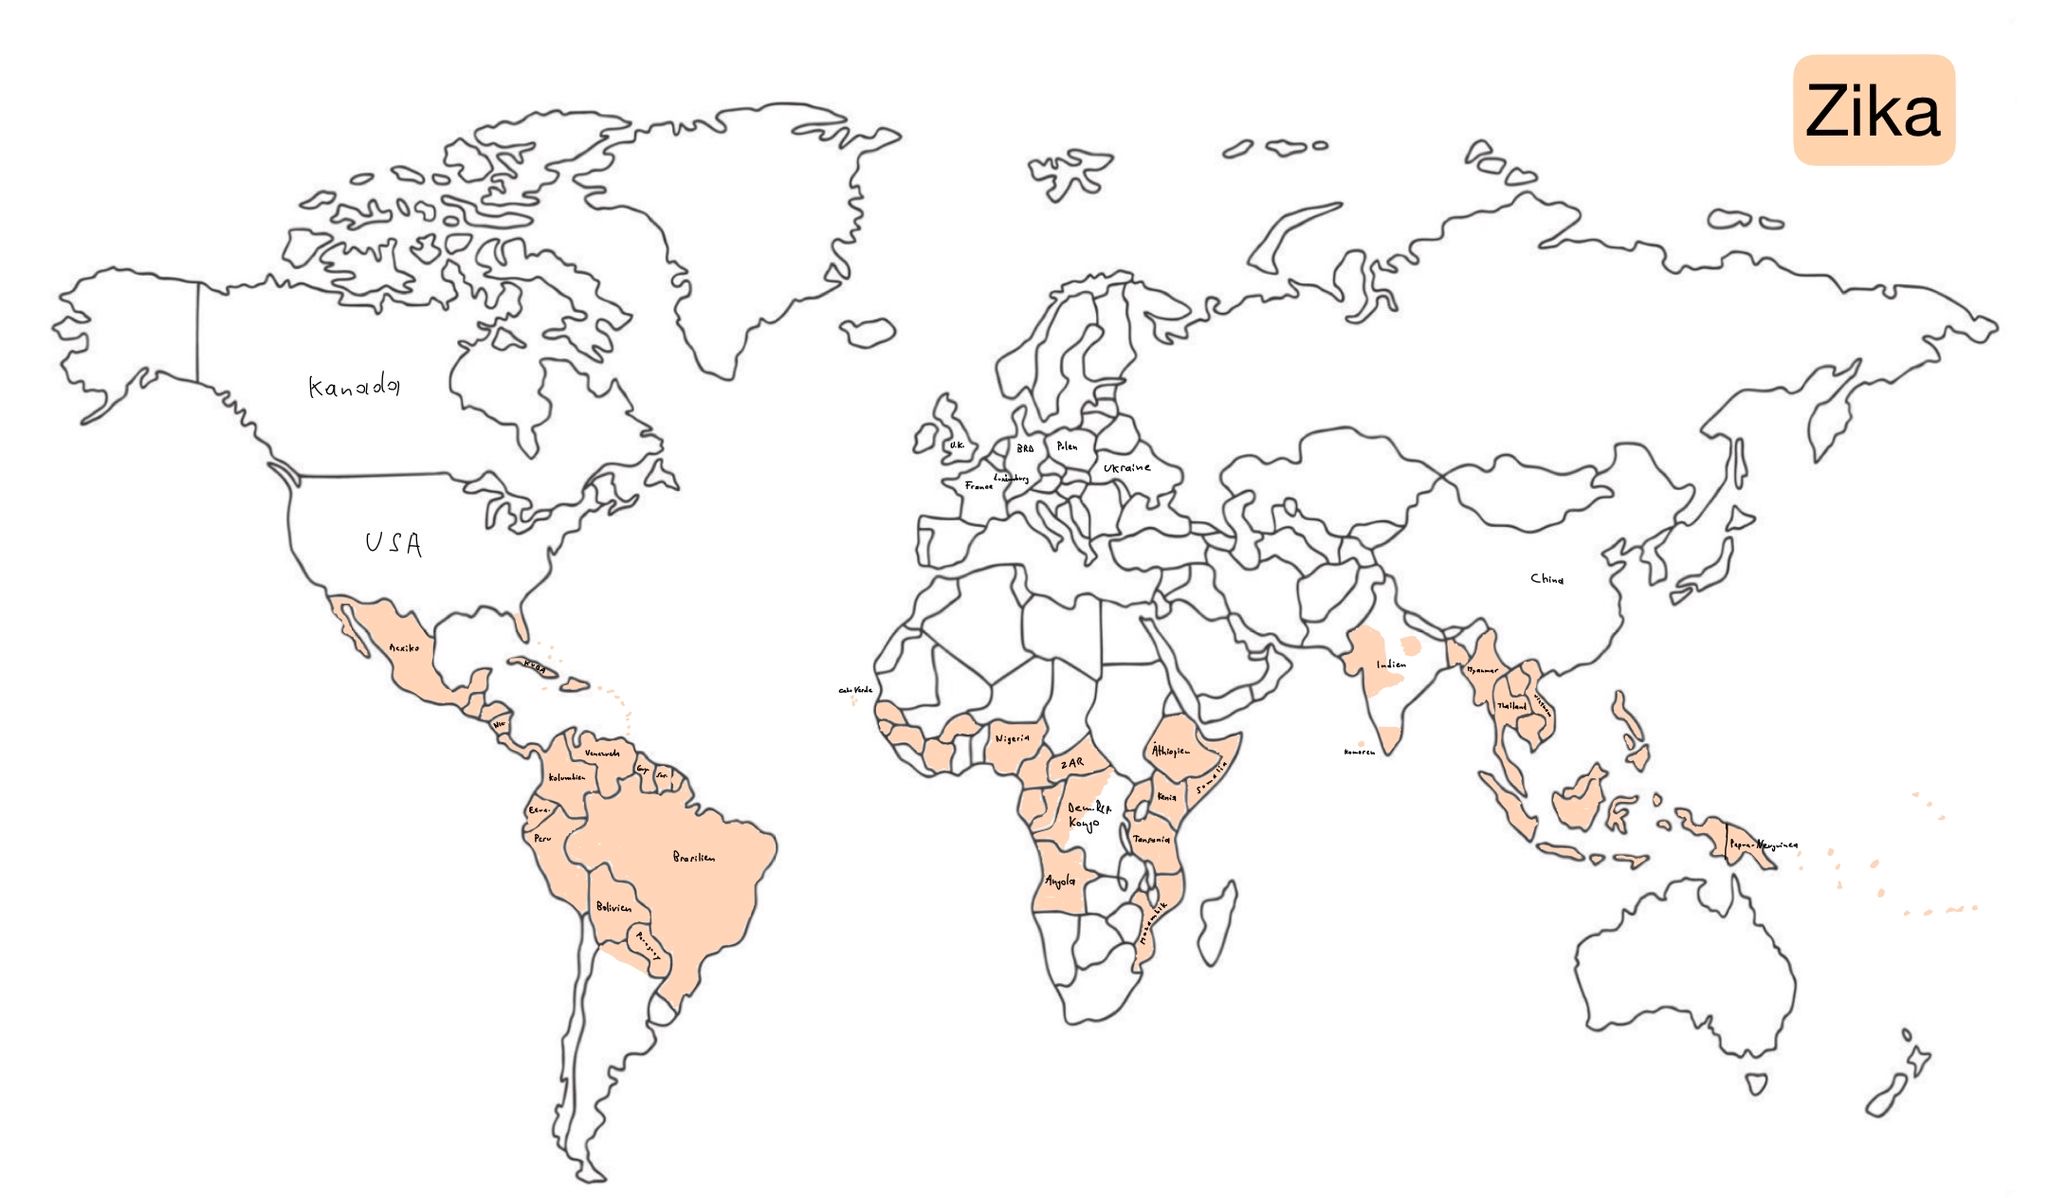 Zika
Kanada
U.K.
BRD
Polen
Ukraine
Luxemburg
France
USA
China
Mexiko
KUBA
Indien
Myanmar
Cabo Verde
Thailand
Vietnam
Nic.
Nigeria
Äthiopien
Komoren
Venezuela
ZAR
Somalia
Kolumbien
Guy.
Sur.
Kenia
Ecua.
Dem. Rep.
Kongo
Peru
Tansania
Papua-Neuguinea
Brasilien
Angola
Bolivien
Mosambik
Paraguay